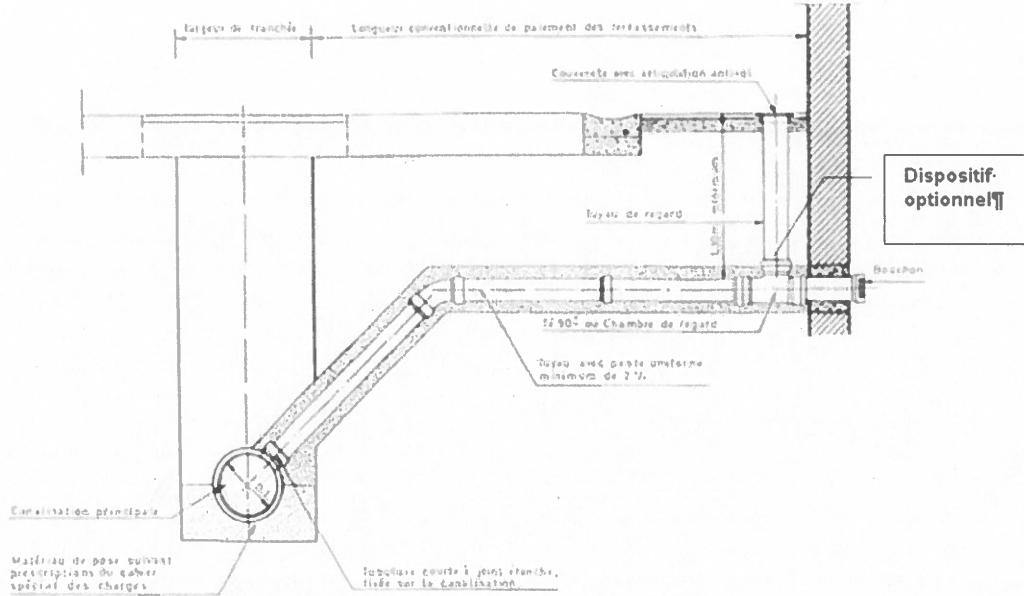 Largeur de tranchée
Longueur conventionnelle de paiement des terrassements
Couvercle avec articulation antivol
Dispositif-
optionnel¶
Tuyau de regard
minimum
Bouchon
Té 90° ou Chambre de regard
Tuyau avec pente uniforme
minimum de 2 %
Canalisation principale
Matériau de pose suivant
prescriptions du cahier
spécial des charges
Tubulure courte à joint étanche,
fixée sur la canalisation